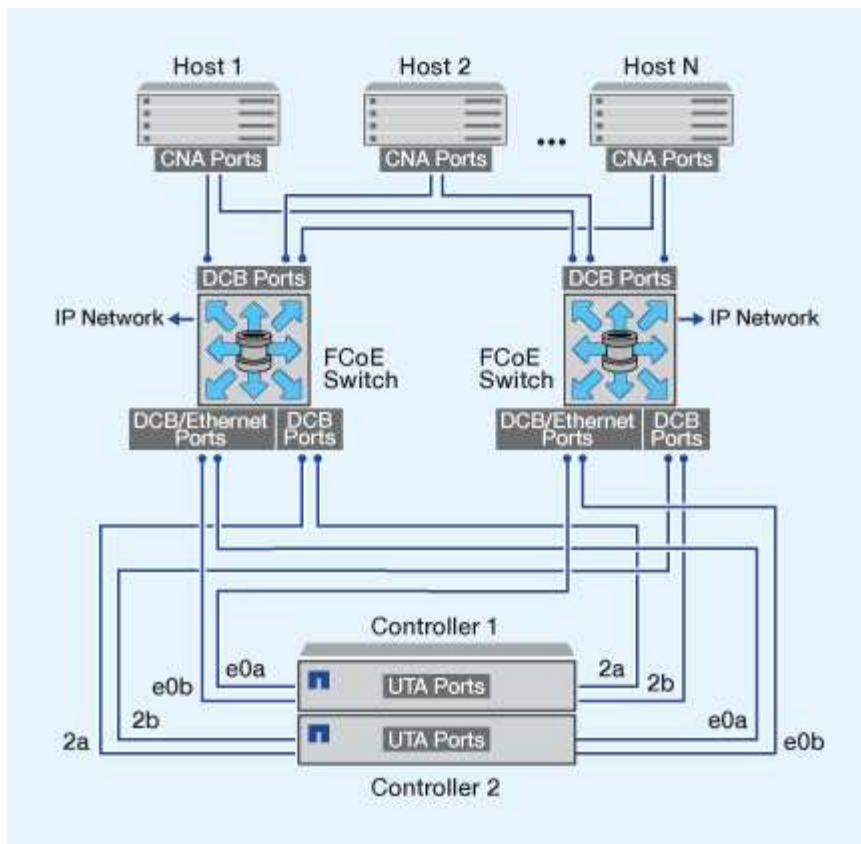 Host 1
Host 2
Host N
CNA Ports
CNA Ports
...
CNA Ports
DCB Ports
DCB Ports
IP Network
IP Network
FCoE
Switch
FCoE
Switch
DCB/Ethernet
Ports
DCB
Ports
DCB/Ethernet
Ports
DCB
Ports
Controller 1
e0a
2a
e0b
UTA Ports
2b
2b
e0a
2a
UTA Ports
e0b
Controller 2